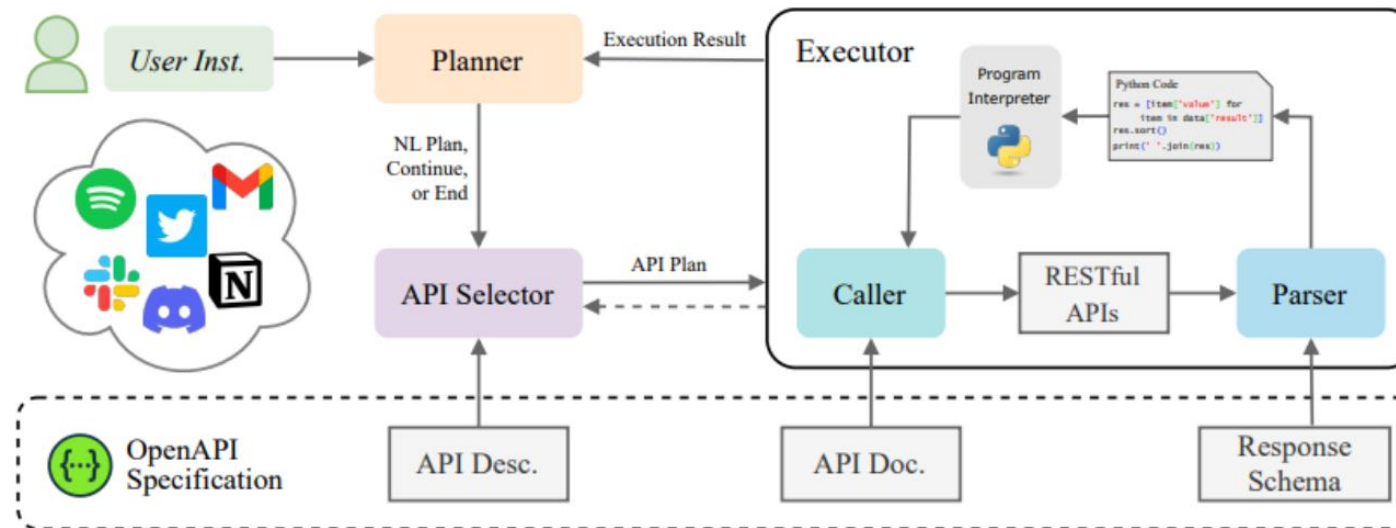 User Inst.
Planner
Execution Result
Executor
Program
Interpreter
Python Code
res = [item['value'] for
item in data['result']]
res.sort()
print(' '.join(res))
NL Plan,
Continue,
or End
API Selector
API Plan
Caller
RESTful
APIs
Parser
N
{···}
OpenAPI
Specification
API Desc.
API Doc.
Response
Schema